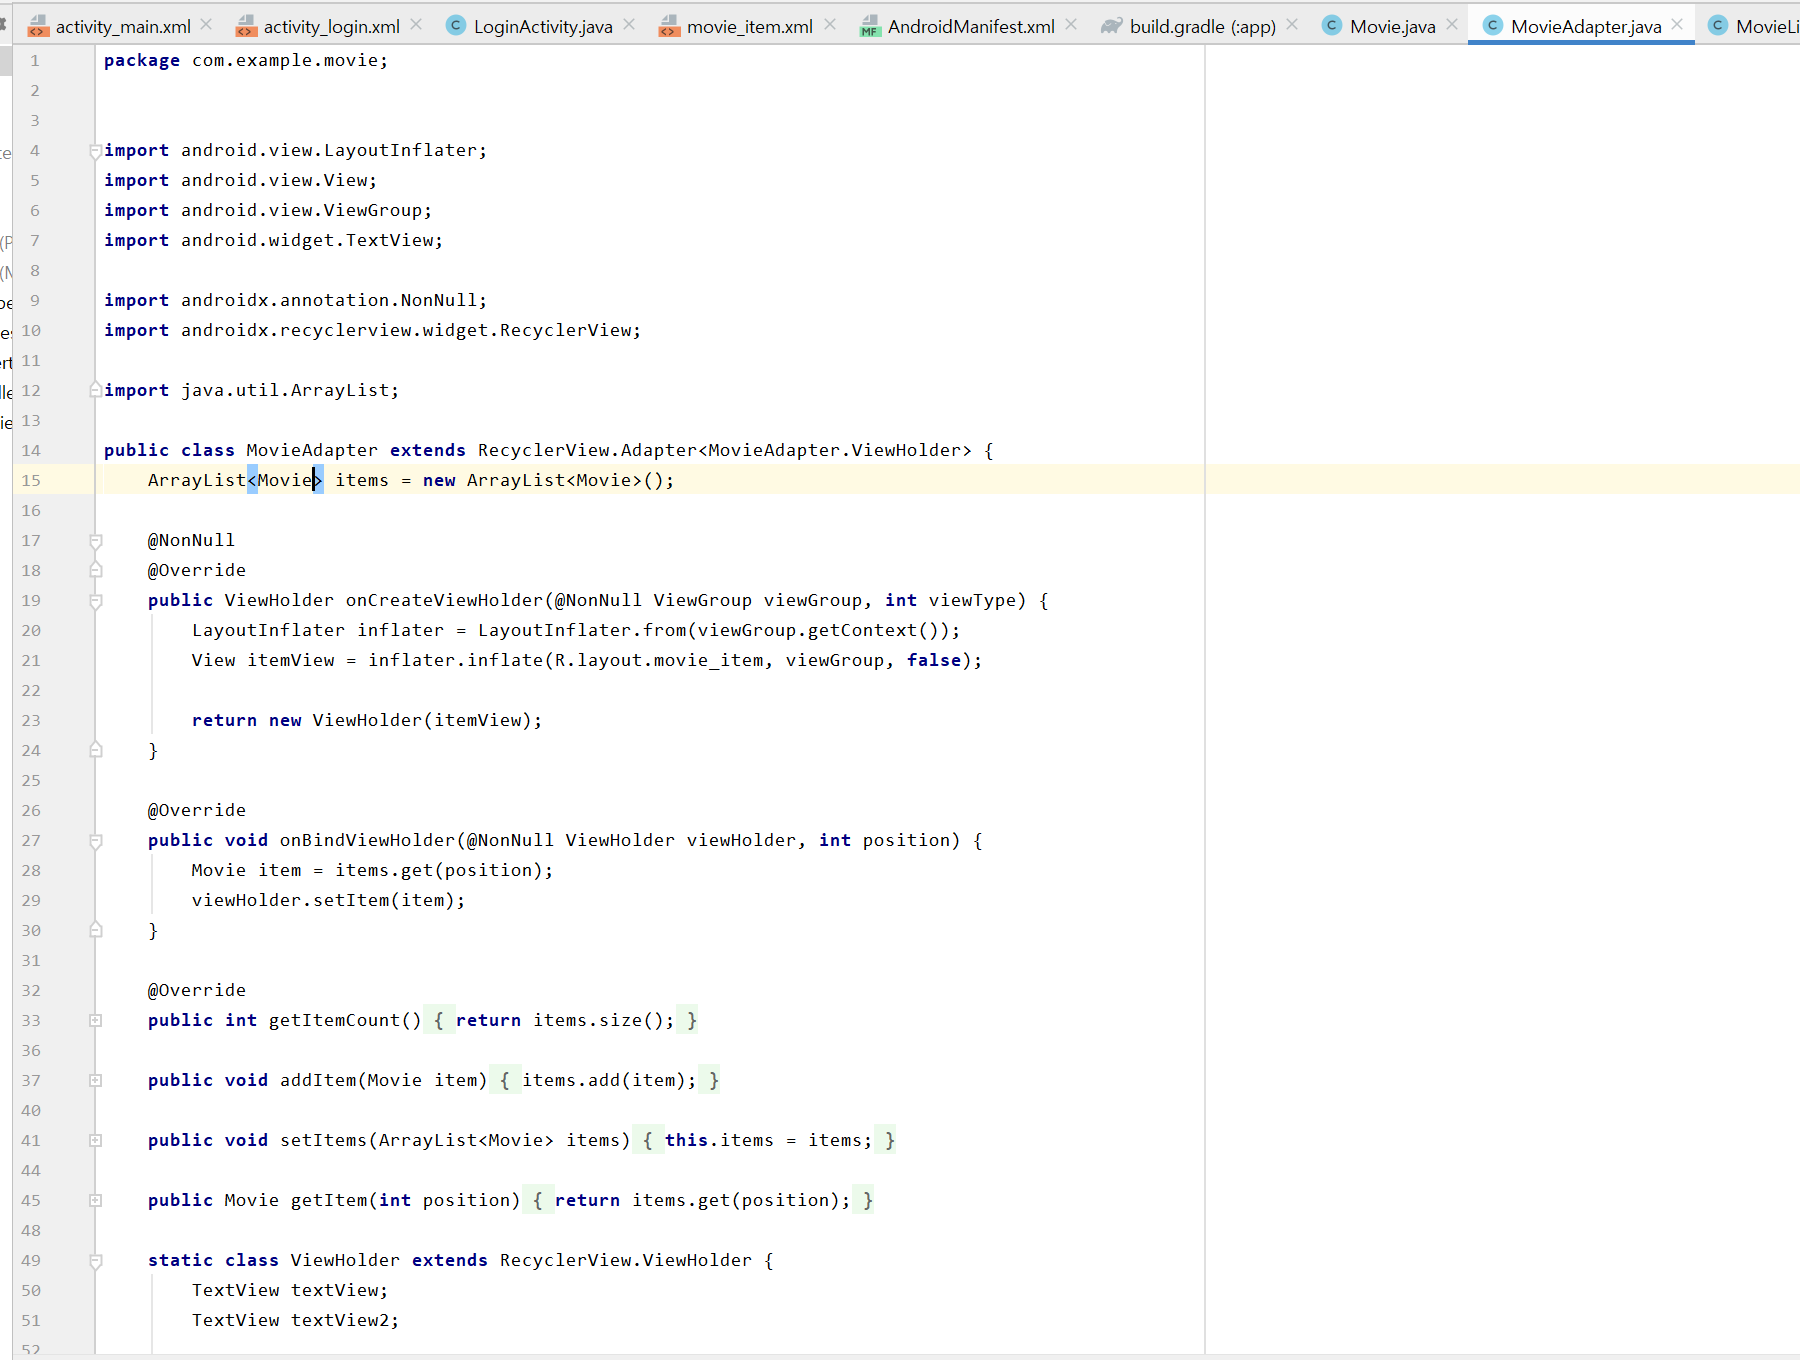 activity_main.xml activity_login.xml LoginActivity.java movie_item.xml AndroidManifest.xml build.gradle (:app) Movie.java MovieAdapter.java MovieLi
1 package com.example.movie;
2
3
4 import android.view.LayoutInflater;
5 import android.view.View;
6 import android.view.ViewGroup;
7 import android.widget.TextView;
8
9 import androidx.annotation.NonNull;
10 import androidx.recyclerview.widget.RecyclerView;
11
12 import java.util.ArrayList;
13
14 public class MovieAdapter extends RecyclerView.Adapter<MovieAdapter.ViewHolder> {
15 ArrayList<Movie> items = new ArrayList<Movie>();
16
17 @NonNull
18 @Override
19 public ViewHolder onCreateViewHolder(@NonNull ViewGroup viewGroup, int viewType) {
20 LayoutInflater inflater = LayoutInflater.from(viewGroup.getContext());
21 View itemView = inflater.inflate(R.layout.movie_item, viewGroup, false);
22
23 return new ViewHolder(itemView);
24 }
25
26 @Override
27 public void onBindViewHolder(@NonNull ViewHolder viewHolder, int position) {
28 Movie item = items.get(position);
29 viewHolder.setItem(item);
30 }
31
32 @Override
33 public int getItemCount() { return items.size(); }
36
37 public void addItem(Movie item) { items.add(item); }
40
41 public void setItems(ArrayList<Movie> items) { this.items = items; }
44
45 public Movie getItem(int position) { return items.get(position); }
48
49 static class ViewHolder extends RecyclerView.ViewHolder {
50 TextView textView;
51 TextView textView2;
52